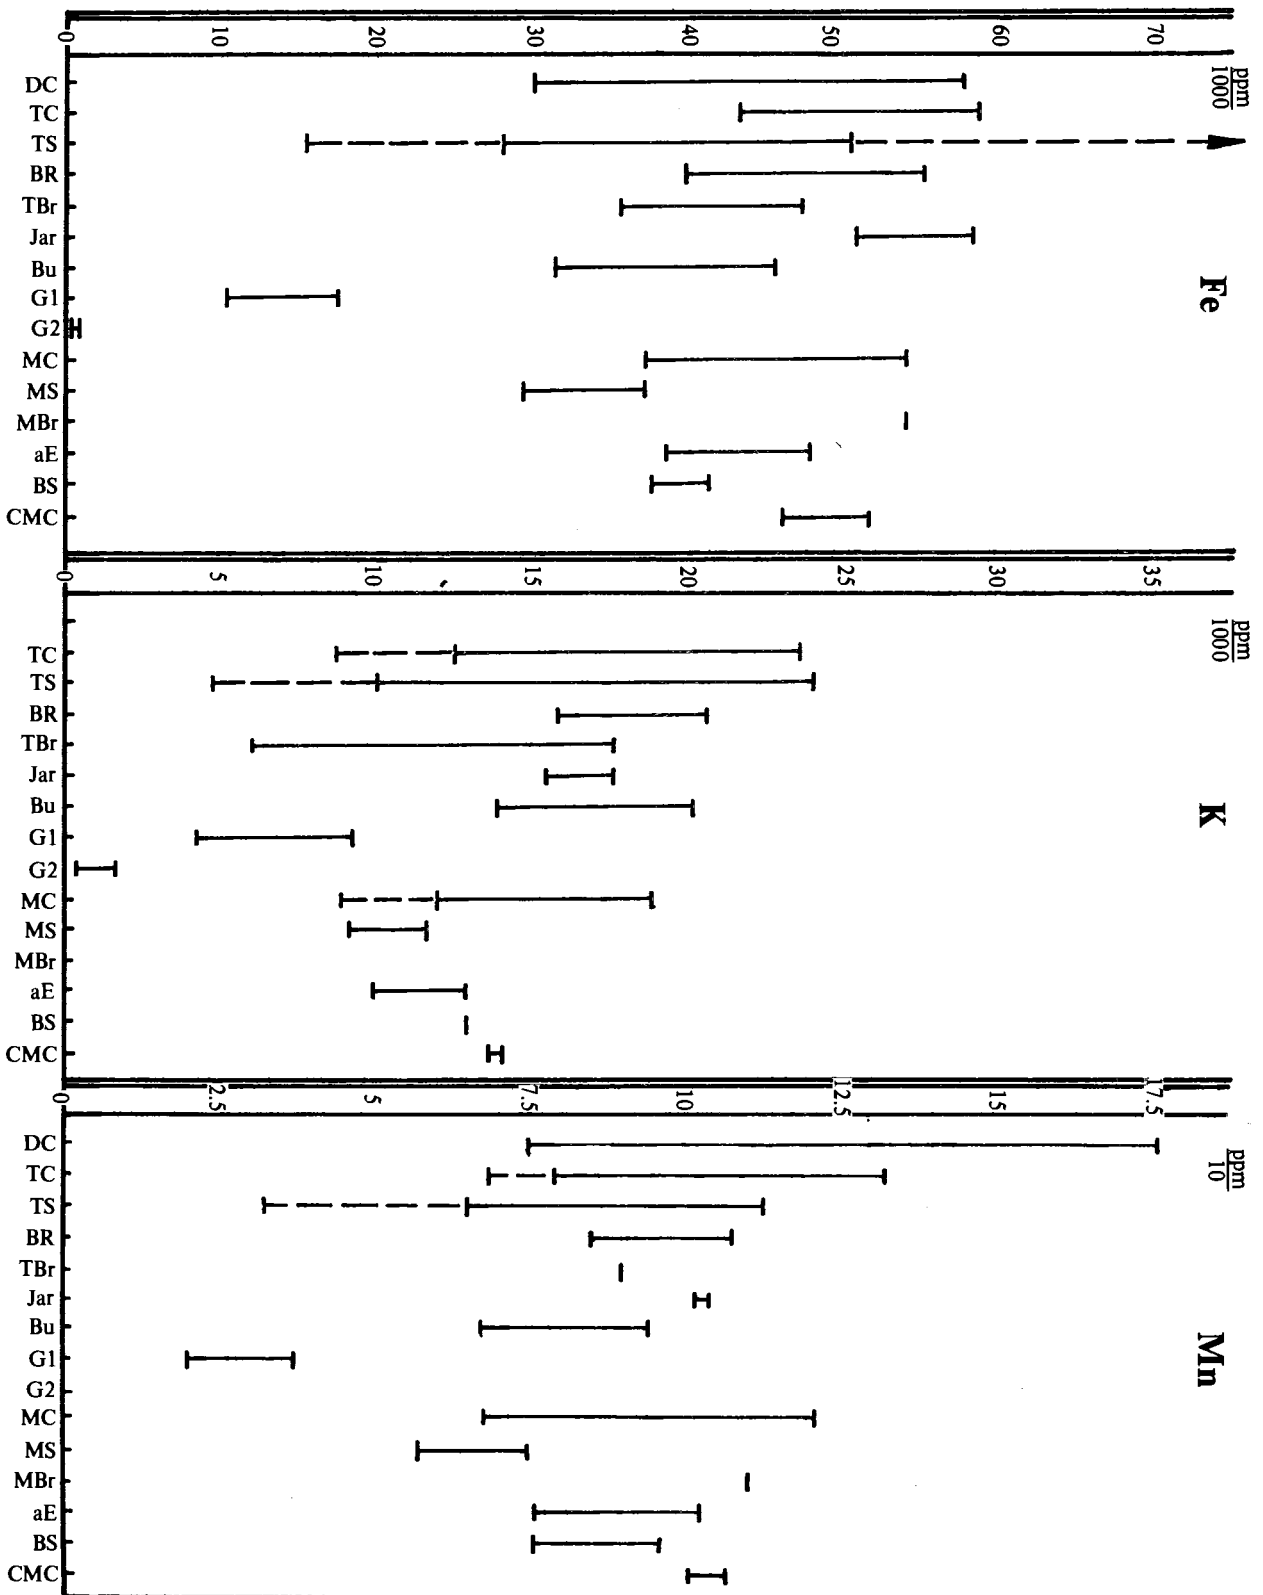 0 10 20 30 40 50 60 70
ppm
1000
Fe
DC
TC
TS
BR
TBr
Jar
Bu
G1
G2
MC
MS
MBr
aE
BS
CMC
0 5 10 15 20 25 30 35
ppm
1000
K
TC
TS
BR
TBr
Jar
Bu
G1
G2
MC
MS
MBr
aE
BS
CMC
0 2.5 5 7.5 10 12.5 15 17.5
ppm
10
Mn
DC
TC
TS
BR
TBr
Jar
Bu
G1
G2
MC
MS
MBr
aE
BS
CMC